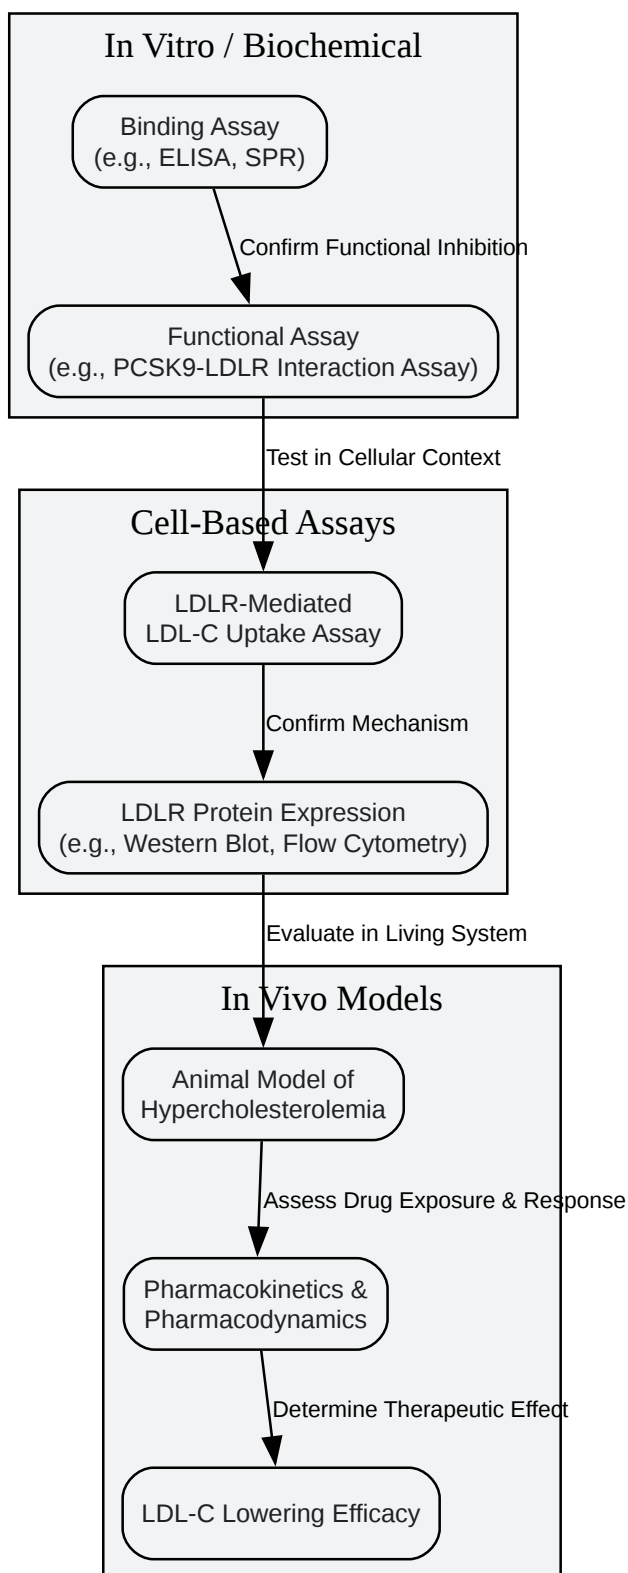 In Vitro / Biochemical
Binding Assay
(e.g., ELISA, SPR)
Confirm Functional Inhibition
Functional Assay
(e.g., PCSK9-LDLR Interaction Assay)
Test in Cellular Context
Cell-Based Assays
LDLR-Mediated
LDL-C Uptake Assay
Confirm Mechanism
LDLR Protein Expression
(e.g., Western Blot, Flow Cytometry)
Evaluate in Living System
In Vivo Models
Animal Model of
Hypercholesterolemia
Assess Drug Exposure & Response
Pharmacokinetics &
Pharmacodynamics
Determine Therapeutic Effect
LDL-C Lowering Efficacy